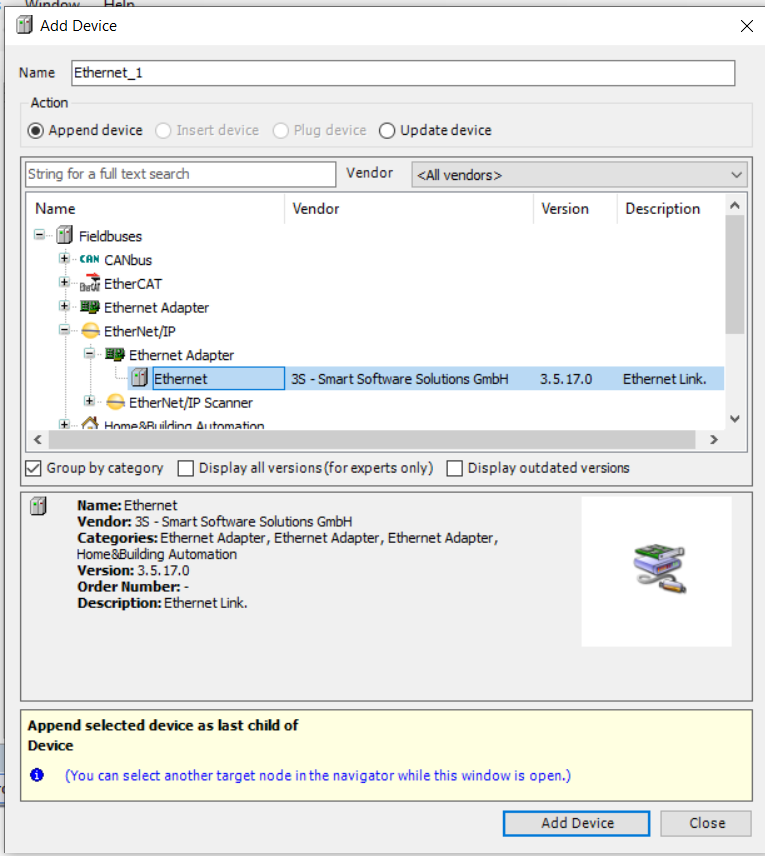 Window Help
Add Device
Name Ethernet_1
Action
Append device Insert device Plug device Update device
String for a full text search Vendor <All vendors>
Name Vendor Version Description
Fieldbuses
CAN CANbus
EtherCAT
Ethernet Adapter
EtherNet/IP
Ethernet Adapter
Ethernet 3S - Smart Software Solutions GmbH 3.5.17.0 Ethernet Link.
EtherNet/IP Scanner
Home&Building Automation
Group by category Display all versions (for experts only) Display outdated versions
Name: Ethernet
Vendor: 3S - Smart Software Solutions GmbH
Categories: Ethernet Adapter, Ethernet Adapter, Ethernet Adapter,
Home&Building Automation
Version: 3.5.17.0
Order Number: -
Description: Ethernet Link.
Append selected device as last child of
Device
(You can select another target node in the navigator while this window is open.)
Add Device Close